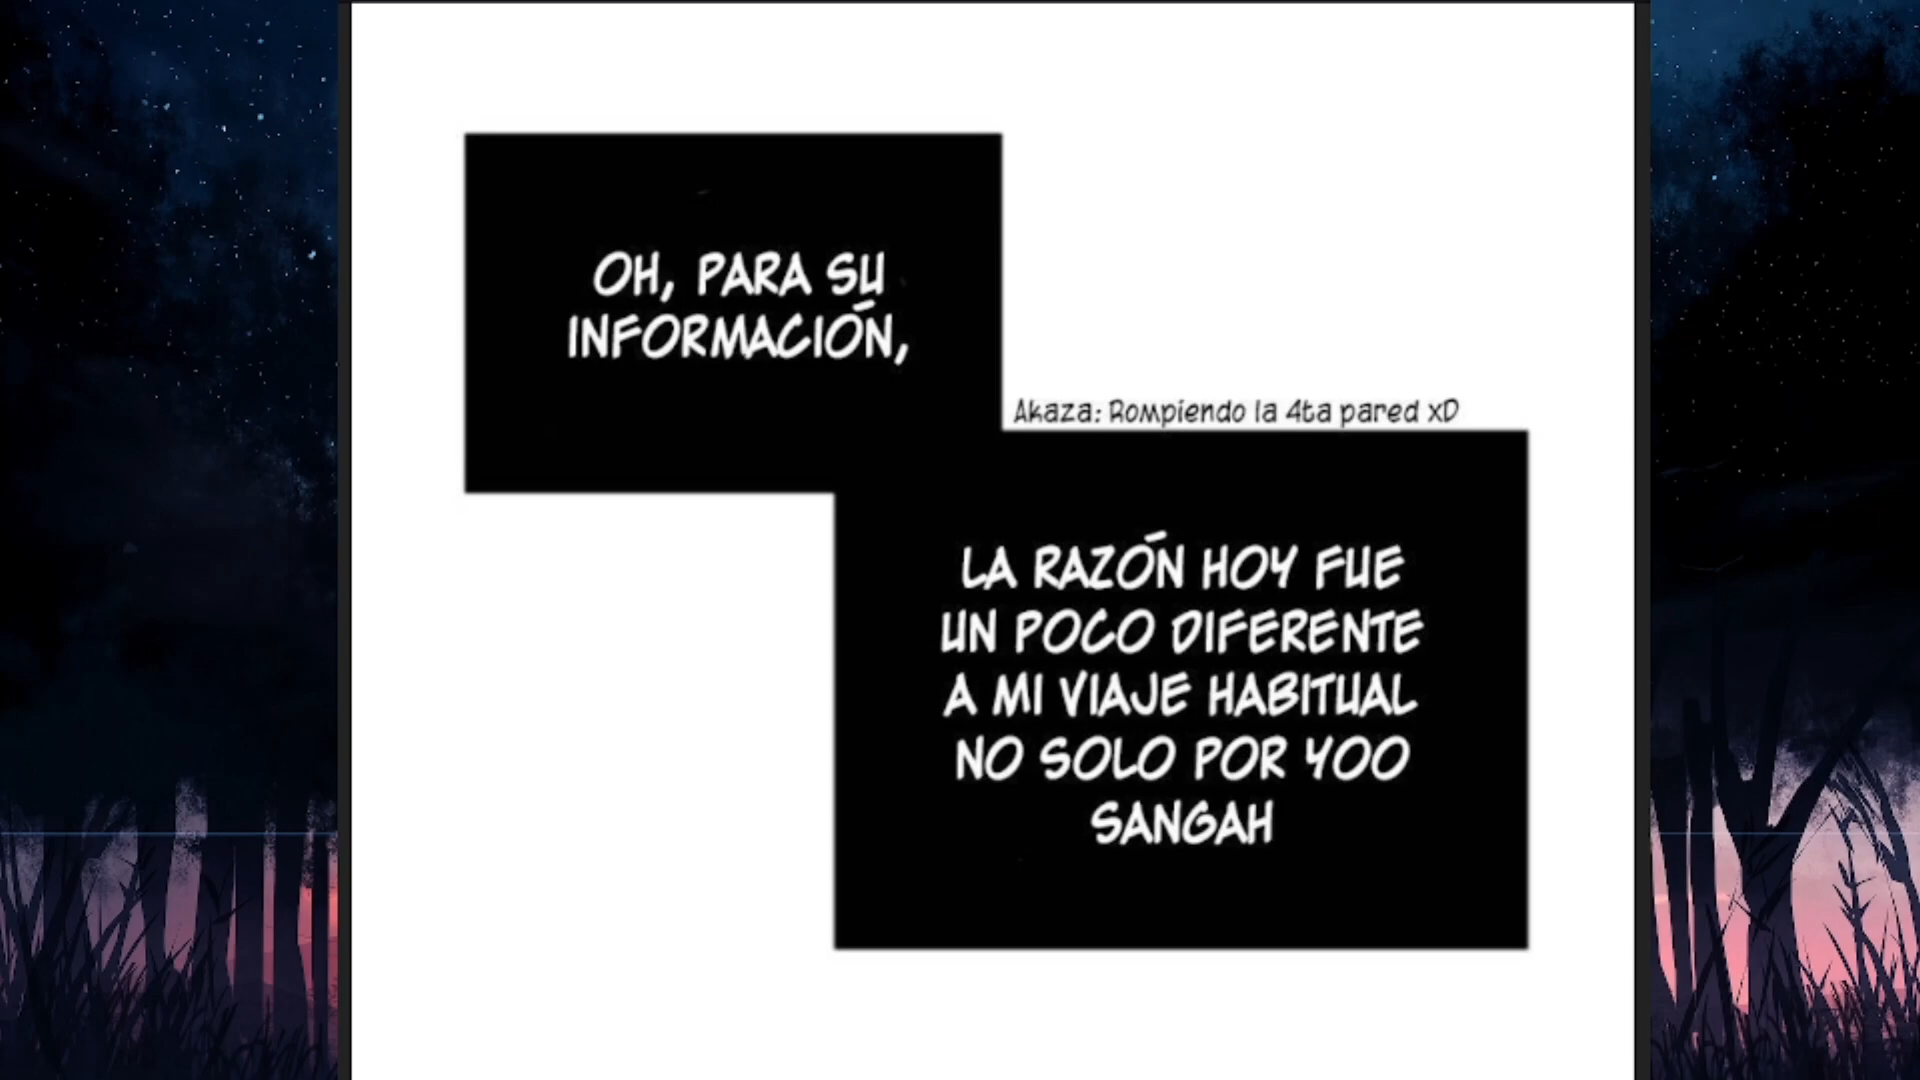 OH, PARA SU
INFORMACIÓN,
Akaza: Rompiendo la 4ta pared xD
LA RAZÓN HOY FUE
UN POCO DIFERENTE
A MI VIAJE HABITUAL
NO SOLO POR YOO
SANGAH